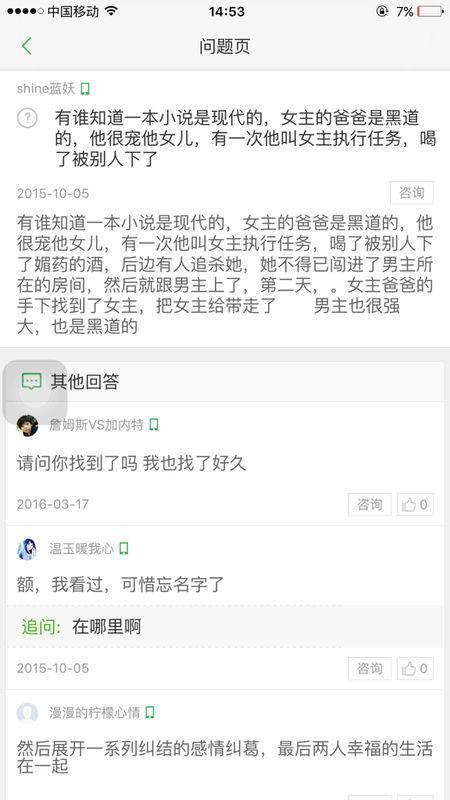 中国移动 14:53 7%
问题页
shine蓝妖
有谁知道一本小说是现代的，女主的爸爸是黑道
的，他很宠他女儿，有一次他叫女主执行任务，喝
了被别人下了
2015-10-05 咨询
有谁知道一本小说是现代的，女主的爸爸是黑道的，他
很宠他女儿，有一次他叫女主执行任务，喝了被别人下
了媚药的酒，后边有人追杀她，她不得已闯进了男主所
在的房间，然后就跟男主上了，第二天，。女主爸爸的
手下找到了女主，把女主给带走了 男主也很强
大，也是黑道的
其他回答
詹姆斯VS加内特
请问你找到了吗 我也找了好久
2016-03-17 咨询 0
温玉暖我心
额，我看过，可惜忘名字了
追问: 在哪里啊
2015-10-05 咨询 0
漫漫的柠檬心情
然后展开一系列纠结的感情纠葛，最后两人幸福的生活
在一起